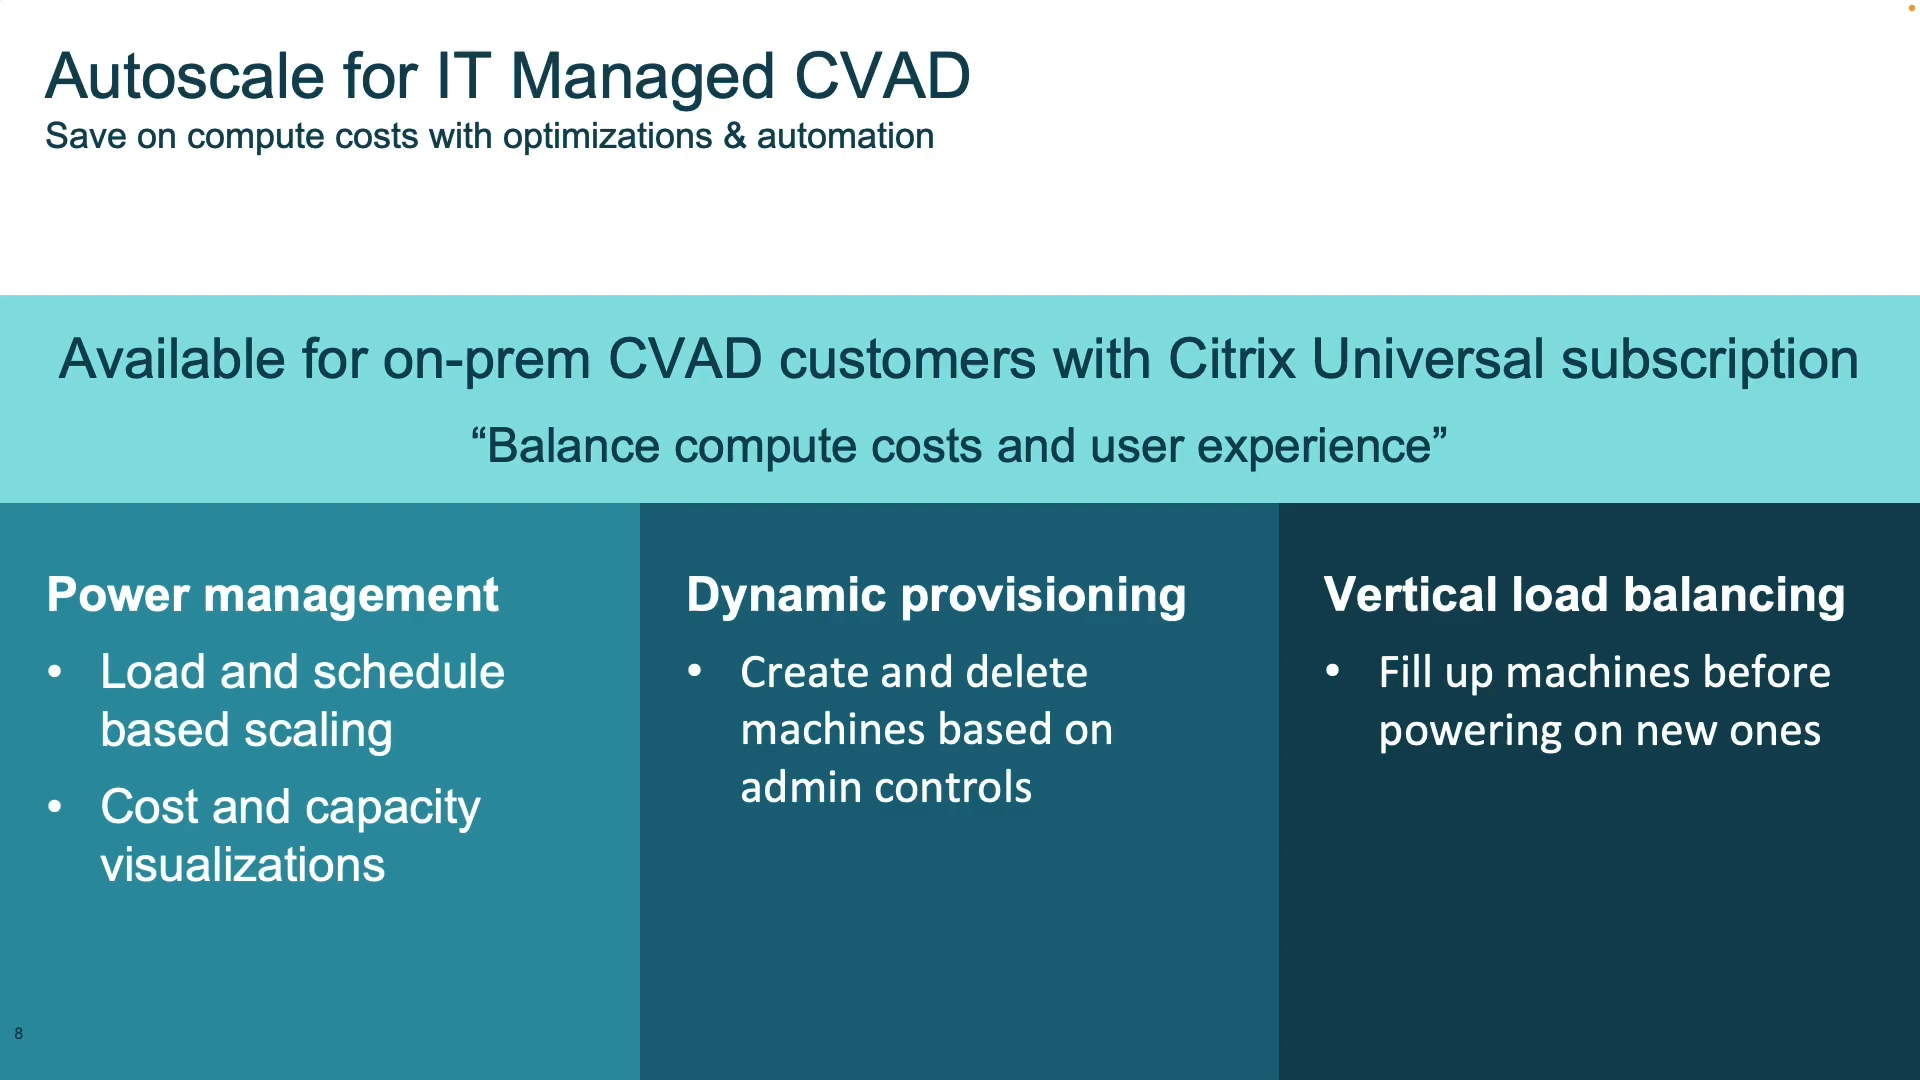 Autoscale for IT Managed CVAD
Save on compute costs with optimizations & automation
Available for on-prem CVAD customers with Citrix Universal subscription
“Balance compute costs and user experience”
Power management
• Load and schedule
based scaling
• Cost and capacity
visualizations
Dynamic provisioning
• Create and delete
machines based on
admin controls
Vertical load balancing
• Fill up machines before
powering on new ones
8